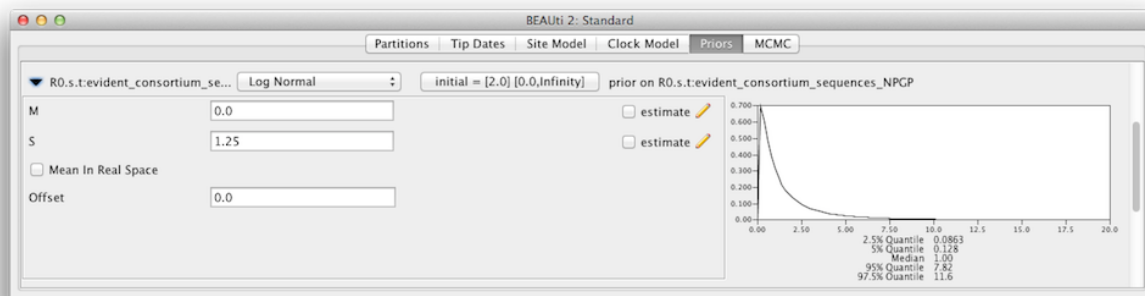 BEAUti 2: Standard
Partitions Tip Dates Site Model Clock Model Priors MCMC
R0.s.t:evident_consortium_se... Log Normal initial = [2.0] [0.0,Infinity] prior on R0.s.t:evident_consortium_sequences_NPGP
M 0.0 estimate
S 1.25 estimate
Mean In Real Space
Offset 0.0
0.700
0.600
0.500
0.400
0.300
0.200
0.100
0.00
0.00 2.50 5.00 7.50 10.0 12.5 15.0 17.5 20.0
2.5% Quantile 0.0863
5% Quantile 0.128
Median 1.00
95% Quantile 7.82
97.5% Quantile 11.6